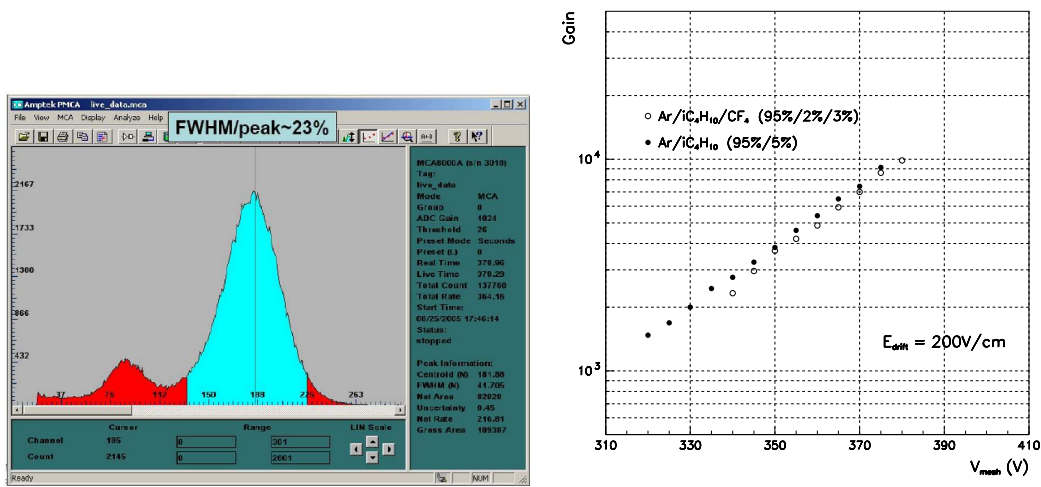 Amptek PMCA live_data.mca
File View MCA Display Analyze Help
FWHM/peak~23%
2167
1733
1300
866
432
37 75 112 150 188 225 263
MCA8000A (s/n 3018)
Tag:
live_data
Mode MCA
Group 0
ADC Gain 1024
Threshold 26
Preset Mode Seconds
Preset (L) 0
Real Time 378.96
Live Time 378.29
Total Count 137760
Total Rate 364.16
Start Time:
08/25/2005 17:46:14
Status:
stopped
Peak Information:
Centroid (N) 181.88
FWHM (N) 41.705
Net Area 82020
Uncertainty 0.45
Net Rate 216.81
Gross Area 109387
Cursor Range LIN Scale
Channel 185 0 301
Count 2145 0 2601
Ready NUM
Gain
Ar/iC₄H₁₀/CF₄ (95%/2%/3%)
Ar/iC₄H₁₀ (95%/5%)
10⁴
E_drift = 200V/cm
10³
310 330 350 370 390 410
V_mesh (V)